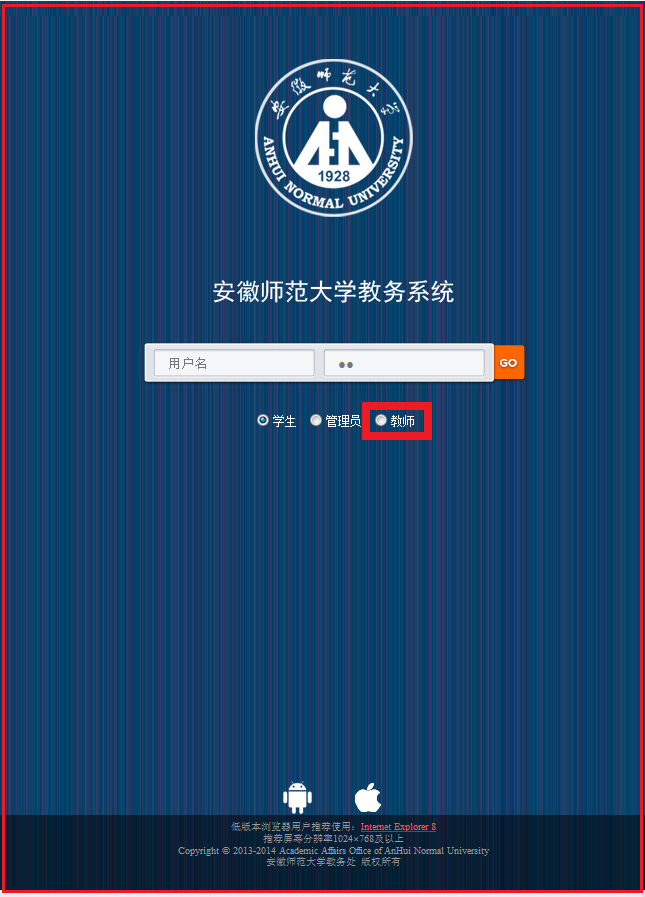 安徽师范大学
ANHUI NORMAL UNIVERSITY
1928
安徽师范大学教务系统
用户名 ●● GO
学生 管理员 教师
低版本浏览器用户推荐使用：Internet Explorer 8
推荐屏幕分辨率1024×768及以上
Copyright © 2013-2014 Academic Affairs Office of AnHui Normal University
安徽师范大学教务处 版权所有